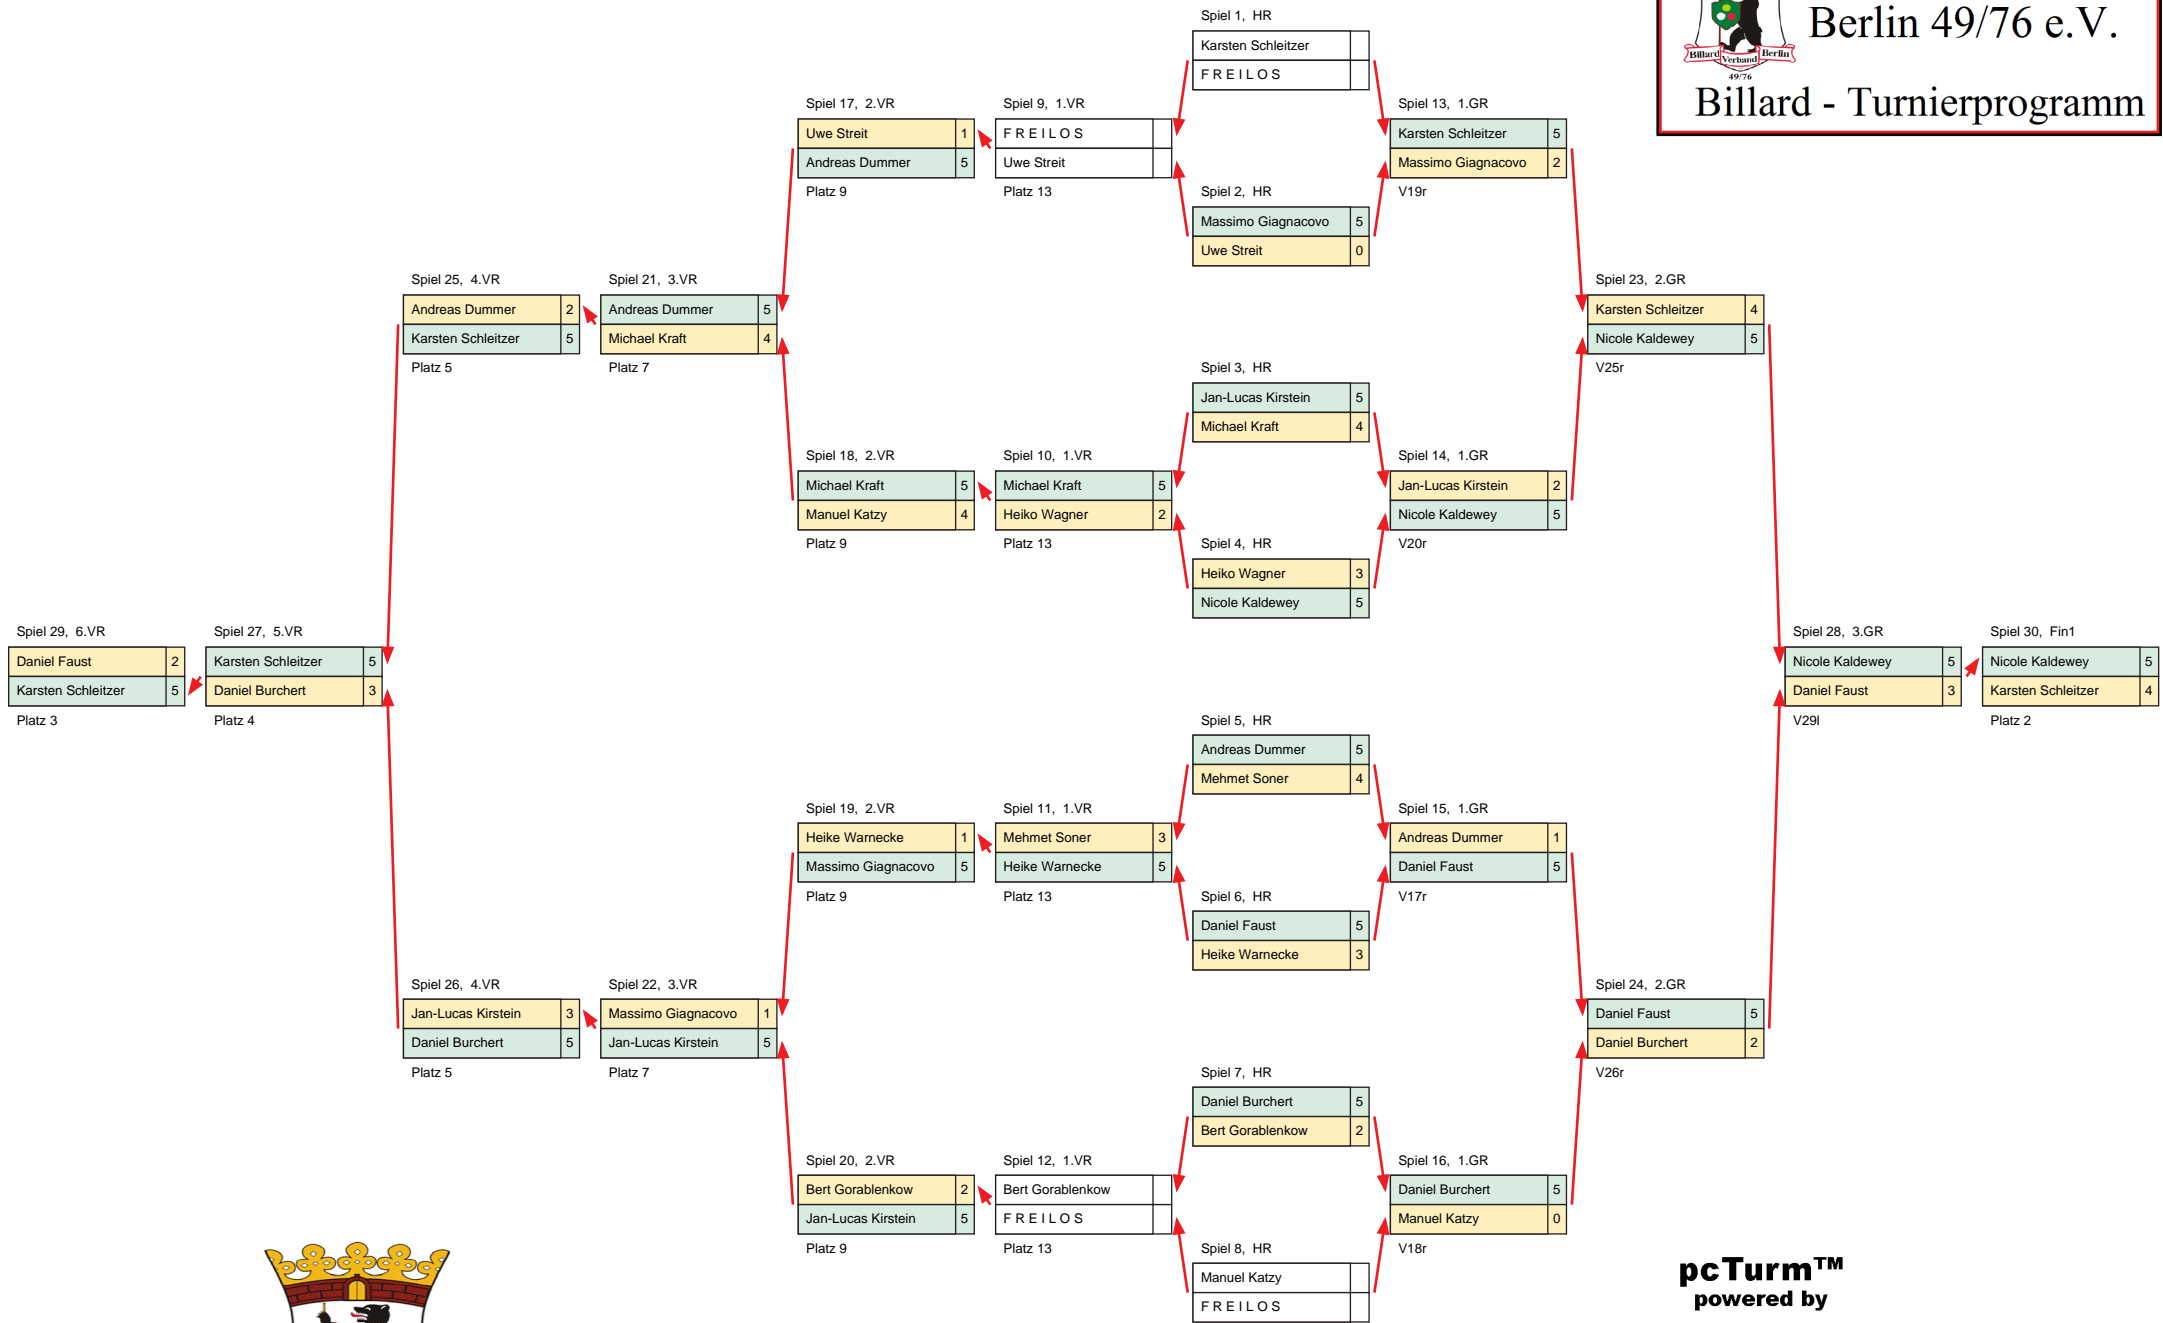 Berlin 49/76 e.V.
Billard Verband Berlin
49/76
Billard - Turnierprogramm
Spiel 1, HR
Karsten Schleitzer
F R E I L O S
Spiel 17, 2.VR
Uwe Streit 1
Andreas Dummer 5
Platz 9
Spiel 9, 1.VR
F R E I L O S
Uwe Streit
Platz 13
Spiel 13, 1.GR
Karsten Schleitzer 5
Massimo Giagnacovo 2
V19r
Spiel 2, HR
Massimo Giagnacovo 5
Uwe Streit 0
Spiel 25, 4.VR
Andreas Dummer 2
Karsten Schleitzer 5
Platz 5
Spiel 21, 3.VR
Andreas Dummer 5
Michael Kraft 4
Platz 7
Spiel 23, 2.GR
Karsten Schleitzer 4
Nicole Kaldewey 5
V25r
Spiel 3, HR
Jan-Lucas Kirstein 5
Michael Kraft 4
Spiel 18, 2.VR
Michael Kraft 5
Manuel Katzy 4
Platz 9
Spiel 10, 1.VR
Michael Kraft 5
Heiko Wagner 2
Platz 13
Spiel 14, 1.GR
Jan-Lucas Kirstein 2
Nicole Kaldewey 5
V20r
Spiel 4, HR
Heiko Wagner 3
Nicole Kaldewey 5
Spiel 29, 6.VR
Daniel Faust 2
Karsten Schleitzer 5
Platz 3
Spiel 27, 5.VR
Karsten Schleitzer 5
Daniel Burchert 3
Platz 4
Spiel 28, 3.GR
Nicole Kaldewey 5
Daniel Faust 3
V29l
Spiel 30, Fin1
Nicole Kaldewey 5
Karsten Schleitzer 4
Platz 2
Spiel 5, HR
Andreas Dummer 5
Mehmet Soner 4
Spiel 19, 2.VR
Heike Warnecke 1
Massimo Giagnacovo 5
Platz 9
Spiel 11, 1.VR
Mehmet Soner 3
Heike Warnecke 5
Platz 13
Spiel 15, 1.GR
Andreas Dummer 1
Daniel Faust 5
V17r
Spiel 6, HR
Daniel Faust 5
Heike Warnecke 3
Spiel 26, 4.VR
Jan-Lucas Kirstein 3
Daniel Burchert 5
Platz 5
Spiel 22, 3.VR
Massimo Giagnacovo 1
Jan-Lucas Kirstein 5
Platz 7
Spiel 24, 2.GR
Daniel Faust 5
Daniel Burchert 2
V26r
Spiel 7, HR
Daniel Burchert 5
Bert Gorablenkow 2
Spiel 20, 2.VR
Bert Gorablenkow 2
Jan-Lucas Kirstein 5
Platz 9
Spiel 12, 1.VR
Bert Gorablenkow
F R E I L O S
Platz 13
Spiel 16, 1.GR
Daniel Burchert 5
Manuel Katzy 0
V18r
Spiel 8, HR
Manuel Katzy
F R E I L O S
pcTurm™
powered by